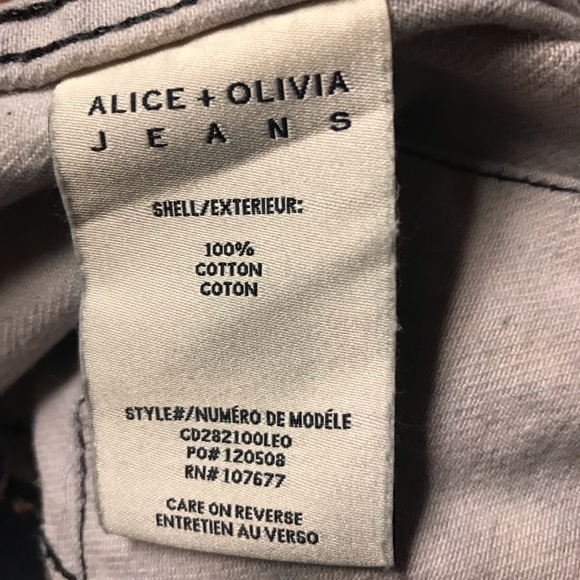 ALICE + OLIVIA
JEANS
SHELL/EXTERIEUR:
100%
COTTON
COTON
STYLE#/NUMÉRO DE MODÉLE
CD282100LEO
PO# 120508
RN# 107677
CARE ON REVERSE
ENTRETIEN AU VERSO